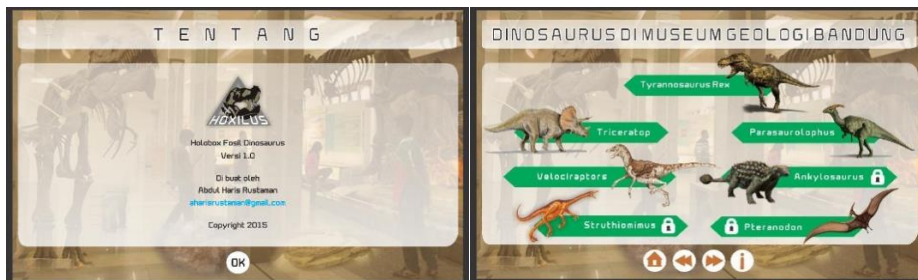 TENTANG
HOXILUS
Holobox Fosil Dinosaurus
Versi 1.0
Di buat oleh
Abdul Haris Rustaman
aharisrustaman@gmail.com
Copyright 2015
OK
DINOSAURUS DI MUSEUM GEOLOGI BANDUNG
Tyrannosaurus Rex
Triceratop
Parasaurolophus
Velociraptors
Ankylosaurus
Struthiomimus
Pteranodon